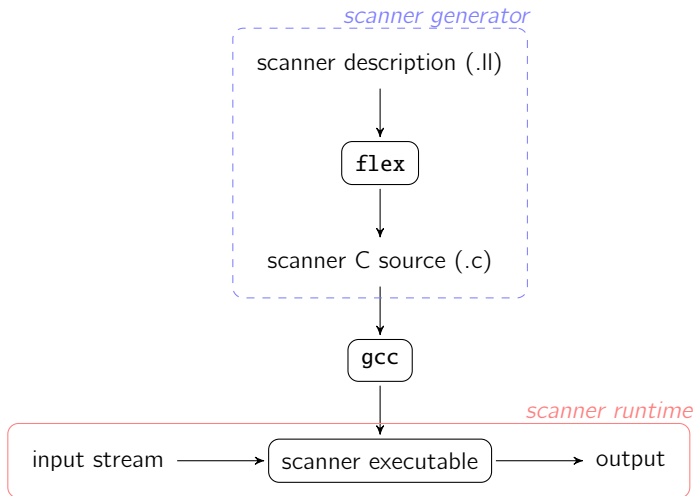 scanner generator
scanner description (.ll)
flex
scanner C source (.c)
gcc
scanner runtime
input stream
scanner executable
output